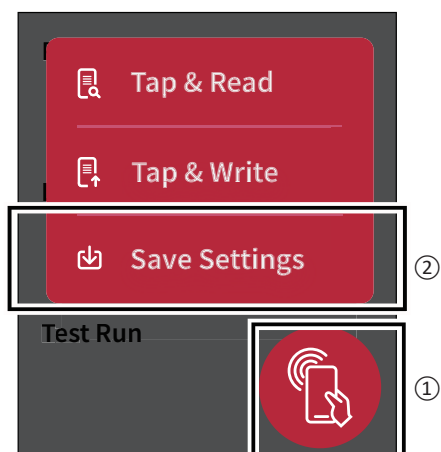 Tap & Read
Tap & Write
Save Settings
②
Test Run
①